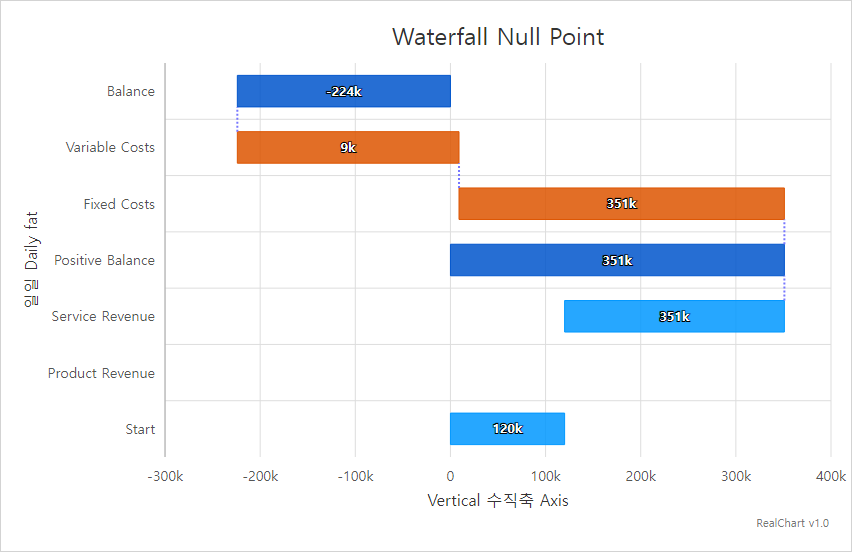 Waterfall Null Point
Balance
-224k
Variable Costs
9k
Fixed Costs
351k
Positive Balance
351k
Service Revenue
351k
Product Revenue
Start
120k
일일 Daily fat
-300k
-200k
-100k
0
100k
200k
300k
400k
Vertical 수직축 Axis
RealChart v1.0